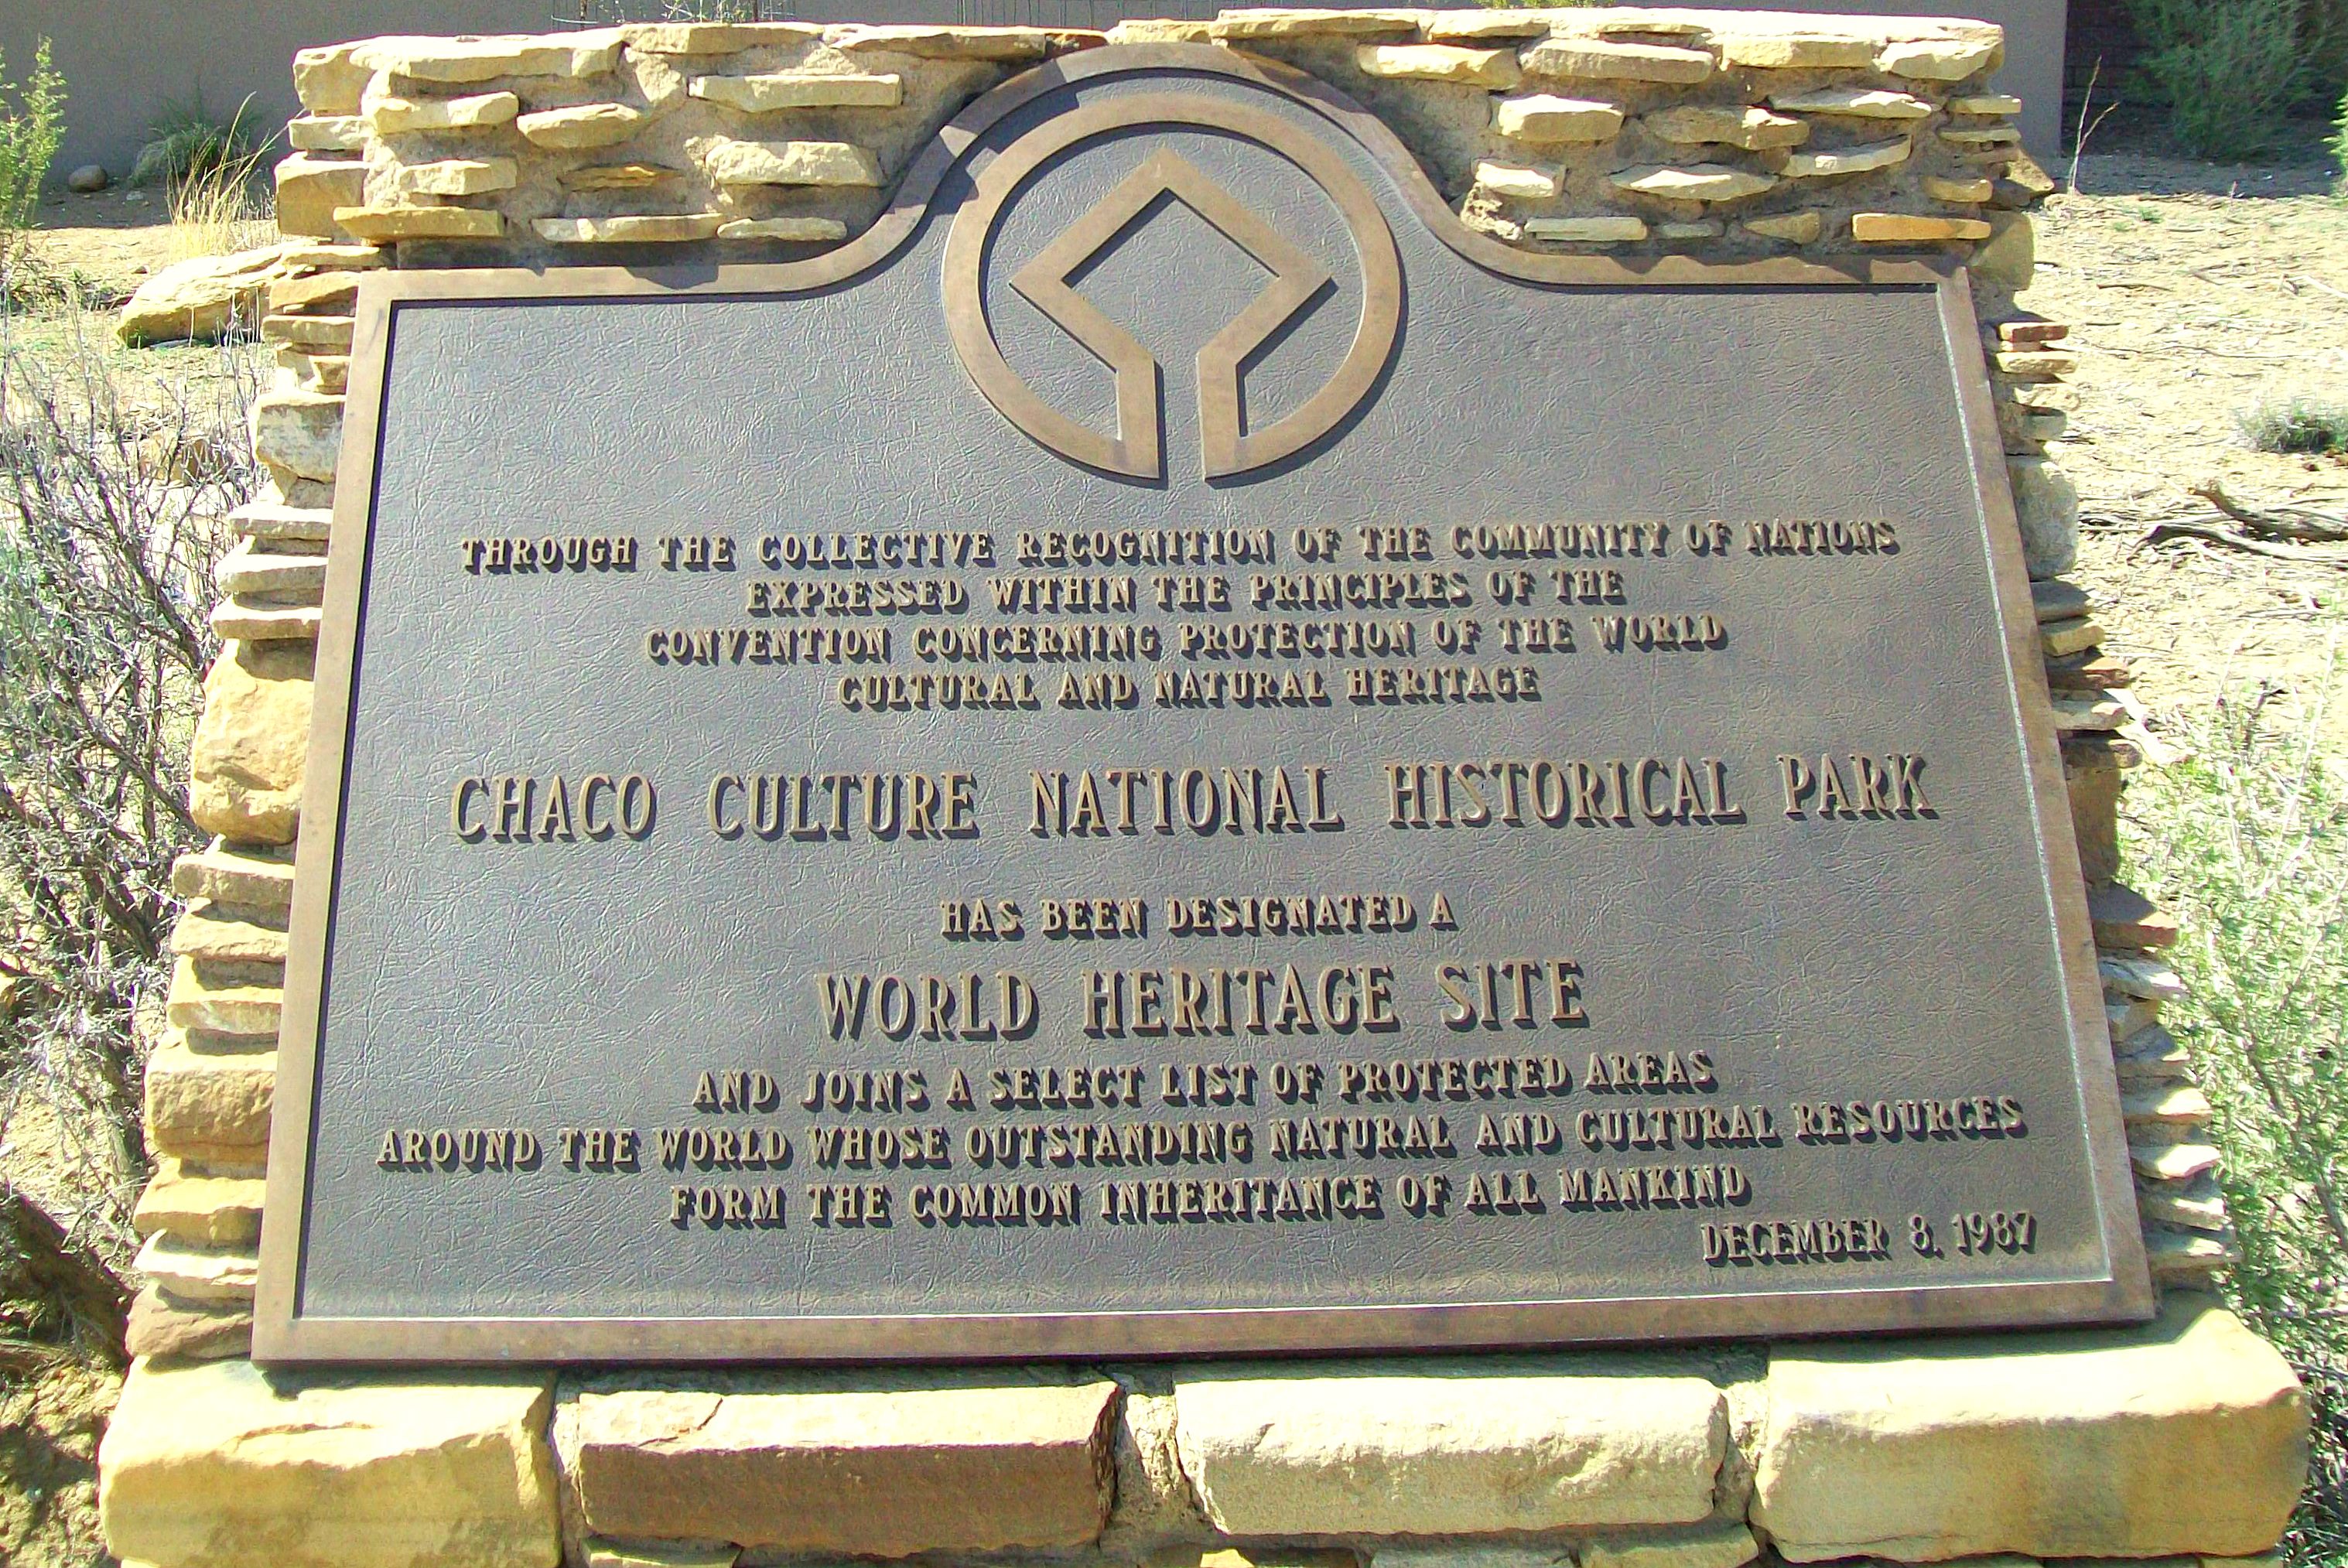 THROUGH THE COLLECTIVE RECOGNITION OF THE COMMUNITY OF NATIONS
EXPRESSED WITHIN THE PRINCIPLES OF THE
CONVENTION CONCERNING PROTECTION OF THE WORLD
CULTURAL AND NATURAL HERITAGE
CHACO CULTURE NATIONAL HISTORICAL PARK
HAS BEEN DESIGNATED A
WORLD HERITAGE SITE
AND JOINS A SELECT LIST OF PROTECTED AREAS
AROUND THE WORLD WHOSE OUTSTANDING NATURAL AND CULTURAL RESOURCES
FORM THE COMMON INHERITANCE OF ALL MANKIND
DECEMBER 8, 1987